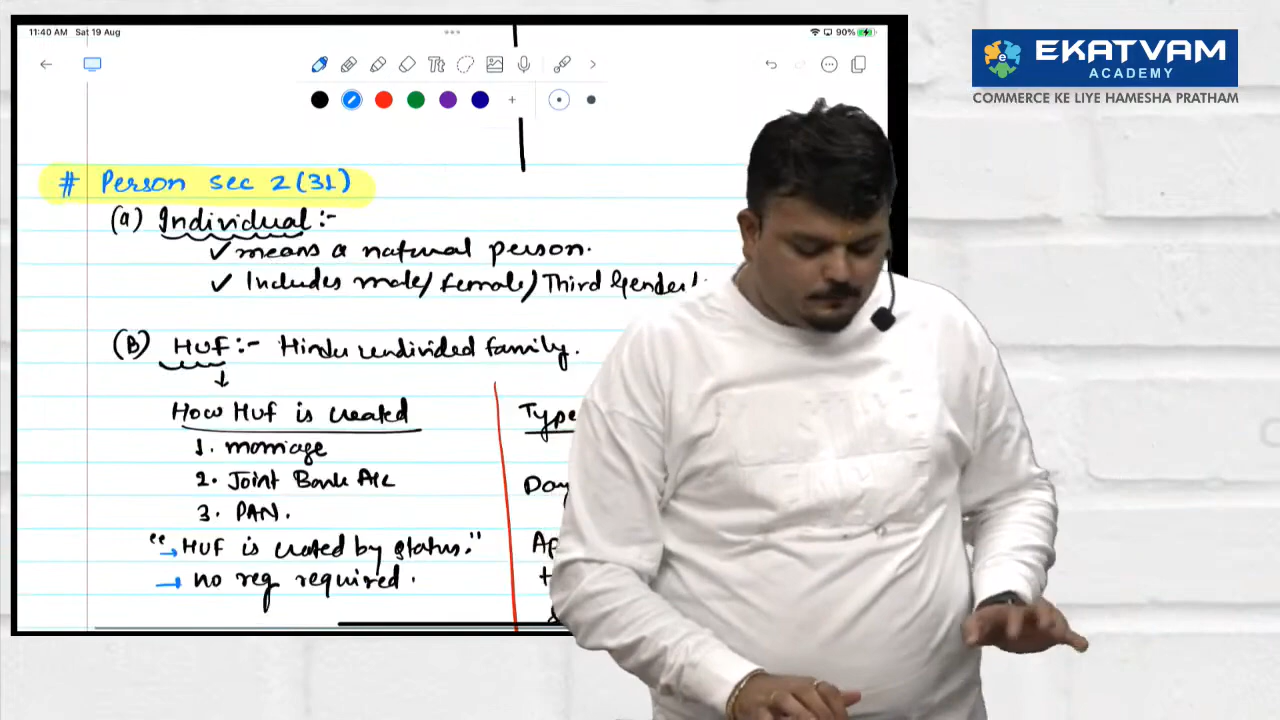 11:40 AM Sat 19 Aug
90%
EKATVAM
ACADEMY
COMMERCE KE LIYE HAMESHA PRATHAM
# Person sec 2(31)
(a) Individual :-
✓ means a natural person.
✓ Includes male/female/Third Gender
(B) HUF :- Hindu undivided family.
↓
How HUF is created
1. marriage
2. Joint Bank A/c
3. PAN.
"→ HUF is created by status."
→ no reg required.
Type
Day
Ap